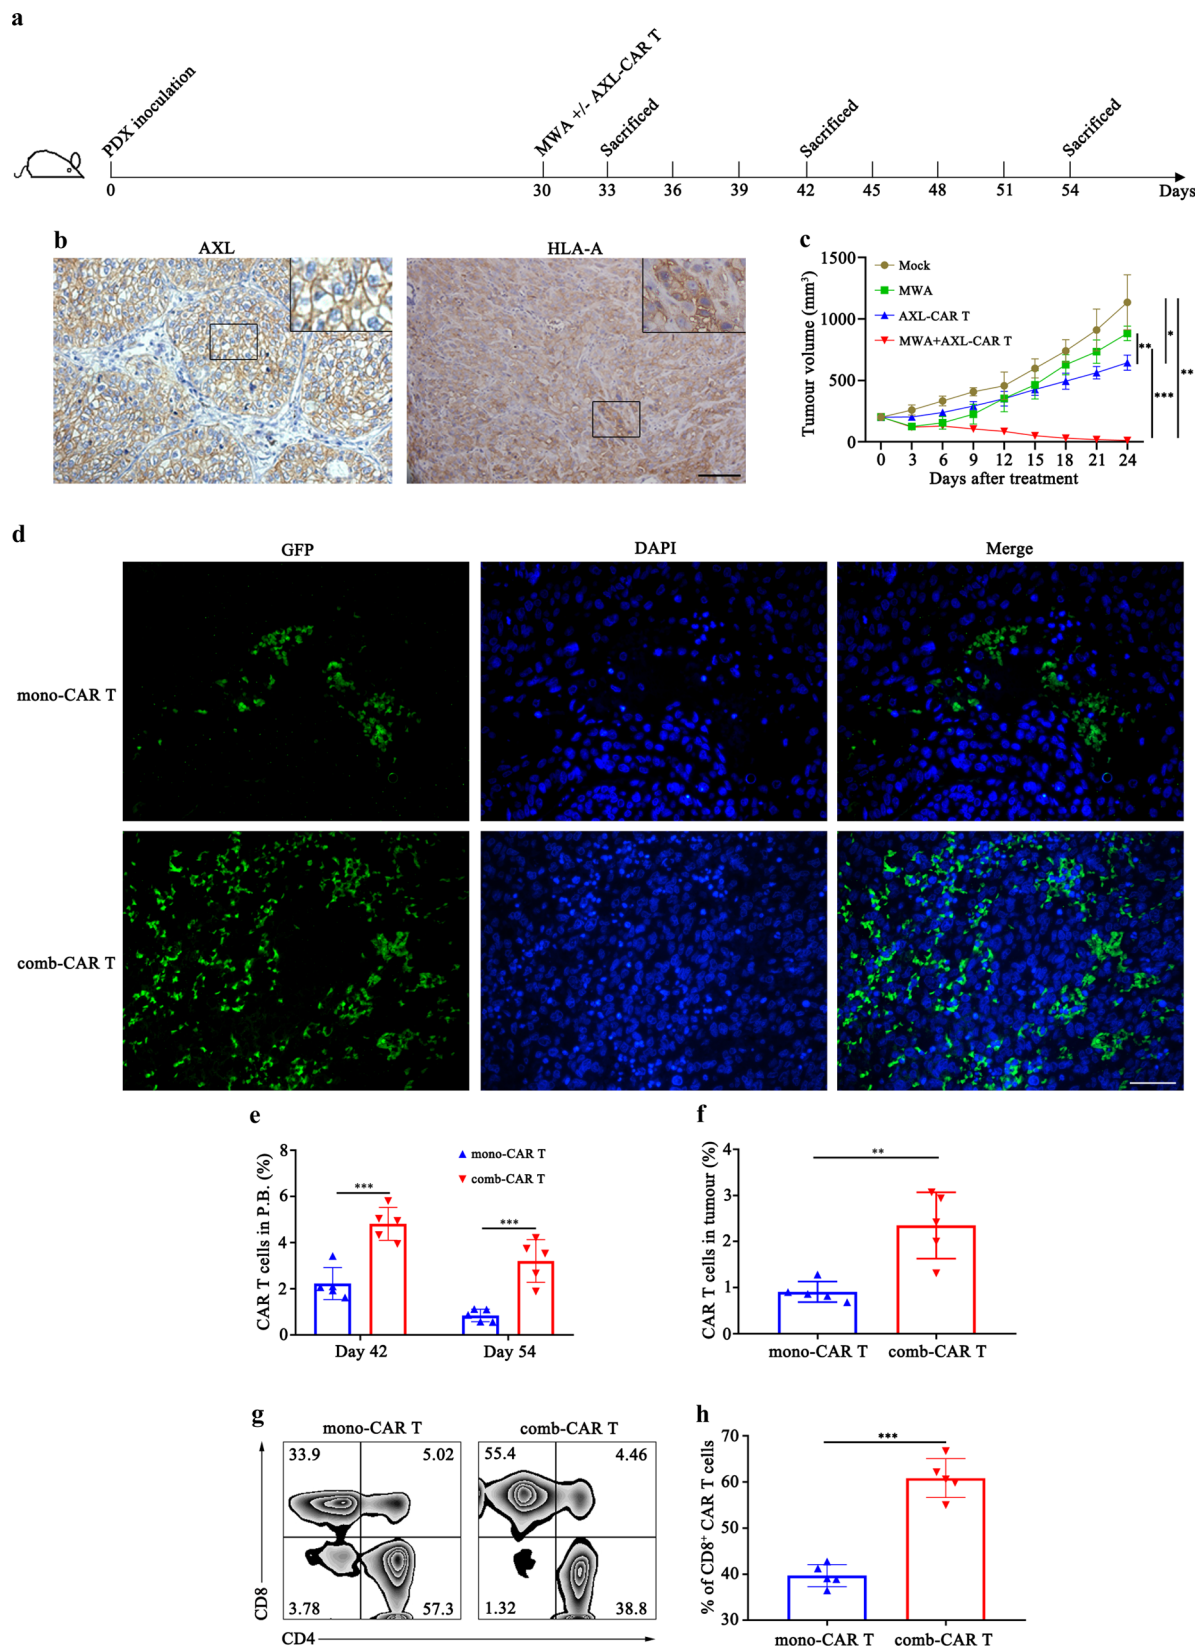 a
PDX inoculation
MWA +/- AXL-CAR T
Sacrificed
Sacrificed
Sacrificed
0 30 33 36 39 42 45 48 51 54 Days
b
AXL
HLA-A
c
Tumour volume (mm³)
1500
1000
500
0
Mock
MWA
AXL-CAR T
MWA+AXL-CAR T
**
***
*
**
0 3 6 9 12 15 18 21 24
Days after treatment
d
GFP DAPI Merge
mono-CAR T
comb-CAR T
e
CAR T cells in P.B. (%)
8
6
4
2
0
mono-CAR T
comb-CAR T
***
***
Day 42 Day 54
f
CAR T cells in tumour (%)
4
3
2
1
0
**
mono-CAR T comb-CAR T
g
mono-CAR T comb-CAR T
CD8
33.9 5.02
3.78 57.3
55.4 4.46
1.32 38.8
CD4
h
% of CD8⁺ CAR T cells
70
60
50
40
30
***
mono-CAR T comb-CAR T